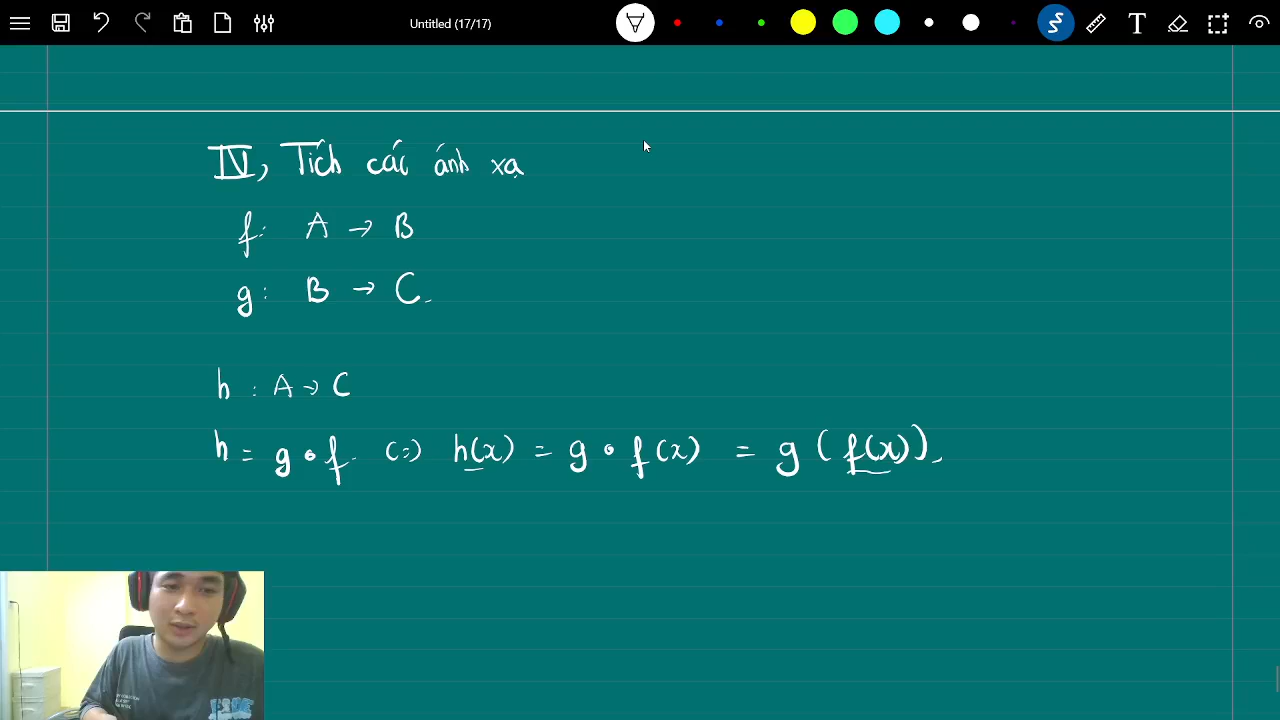 Untitled (17/17)
IV, Tích các ánh xạ
f: A → B
g: B → C.
h : A → C
h = g ∘ f. (=) h(x) = g ∘ f(x) = g ( f(x) ).